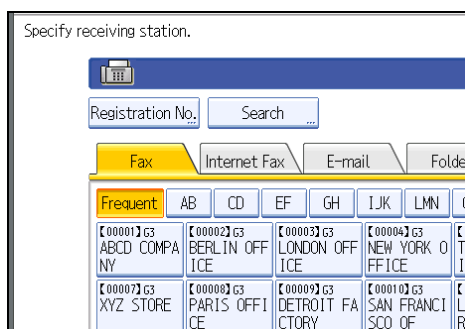 Specify receiving station.
Registration No. Search
Fax Internet Fax E-mail Folde
Frequent AB CD EF GH IJK LMN
【00001】G3 【00002】G3 【00003】G3 【00004】G3
ABCD COMPA BERLIN OFF LONDON OFF NEW YORK O
NY ICE ICE FFICE
【00007】G3 【00008】G3 【00009】G3 【00010】G3
XYZ STORE PARIS OFFI DETROIT FA SAN FRANCI
CE CTORY SCO OF